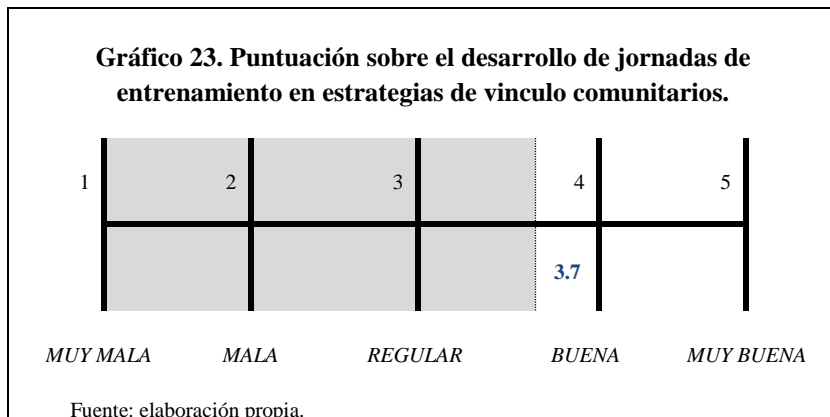 Gráfico 23. Puntuación sobre el desarrollo de jornadas de
entrenamiento en estrategias de vinculo comunitarios.
1 2 3 4 5
3.7
MUY MALA MALA REGULAR BUENA MUY BUENA
Fuente: elaboración propia.